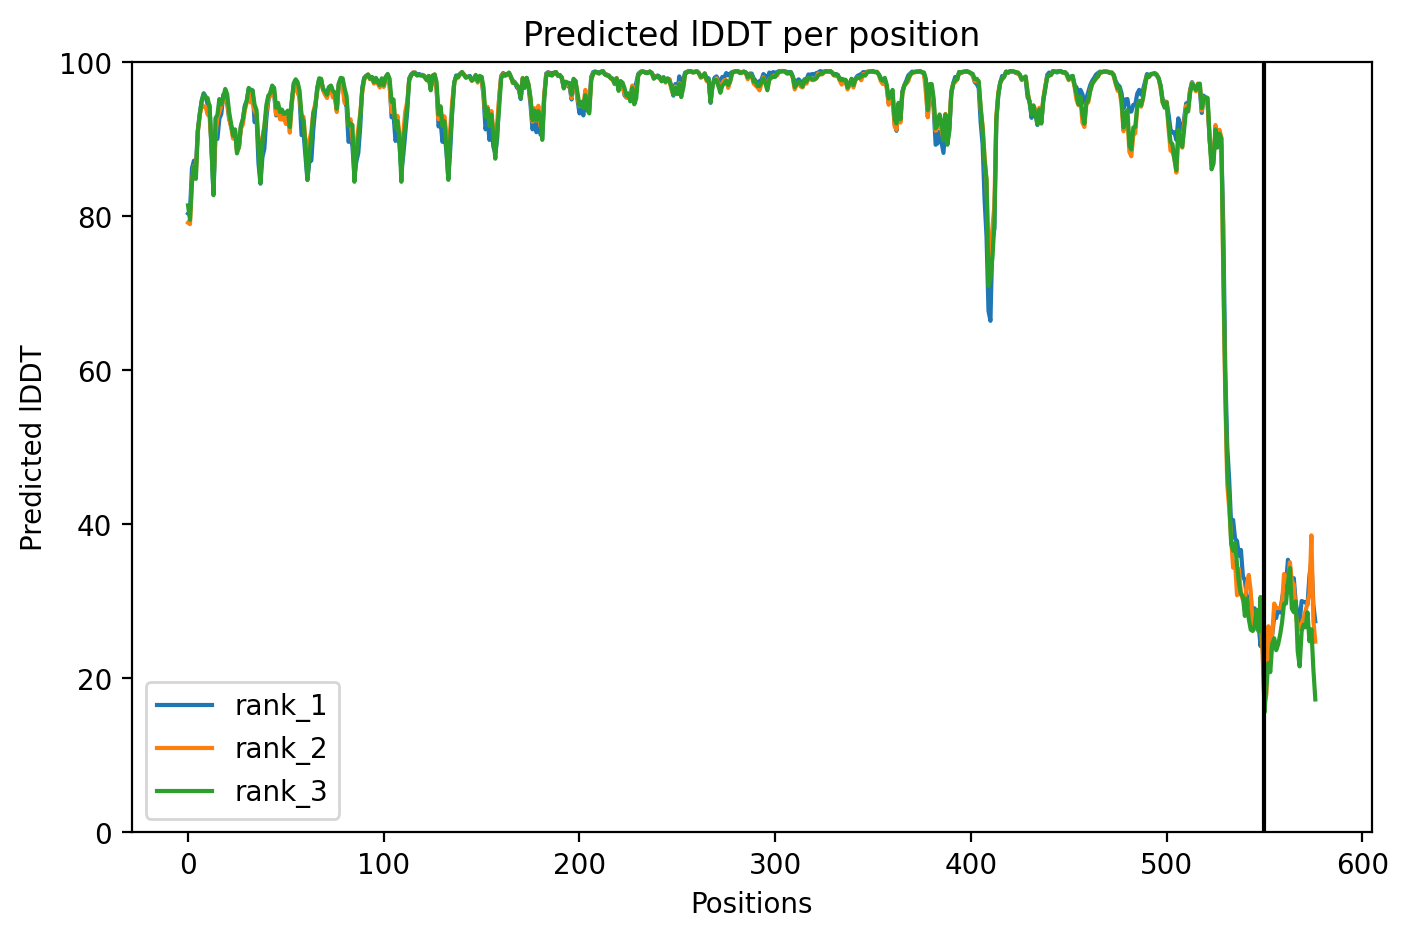 Predicted lDDT per position
100
80
60
40
20
0
Predicted lDDT
rank_1
rank_2
rank_3
0 100 200 300 400 500 600
Positions